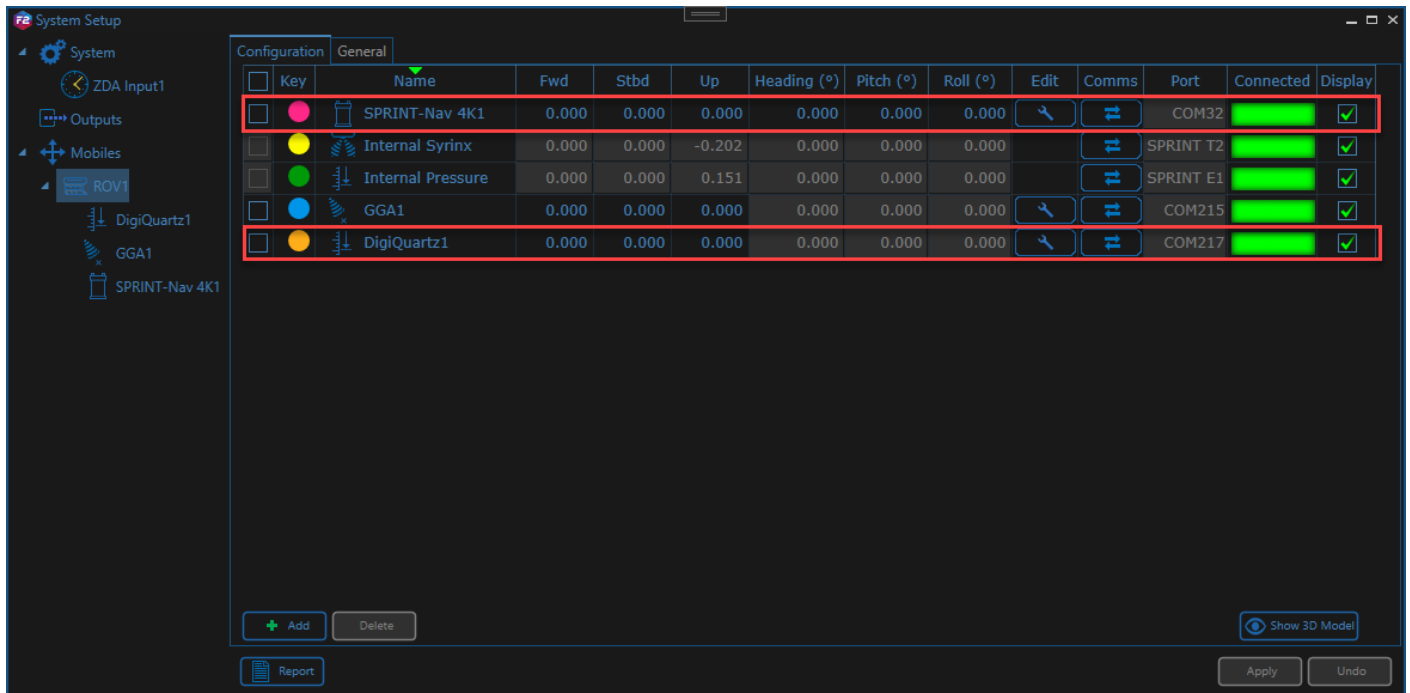 F2 System Setup
System
ZDA Input1
Outputs
Mobiles
ROV1
DigiQuartz1
GGA1
SPRINT-Nav 4K1
Configuration General
Key Name Fwd Stbd Up Heading (°) Pitch (°) Roll (°) Edit Comms Port Connected Display
SPRINT-Nav 4K1 0.000 0.000 0.000 0.000 0.000 0.000 COM32
Internal Syrinx 0.000 0.000 -0.202 0.000 0.000 0.000 SPRINT T2
Internal Pressure 0.000 0.000 0.151 0.000 0.000 0.000 SPRINT E1
GGA1 0.000 0.000 0.000 0.000 0.000 0.000 COM215
DigiQuartz1 0.000 0.000 0.000 0.000 0.000 0.000 COM217
Add Delete Show 3D Model
Report Apply Undo